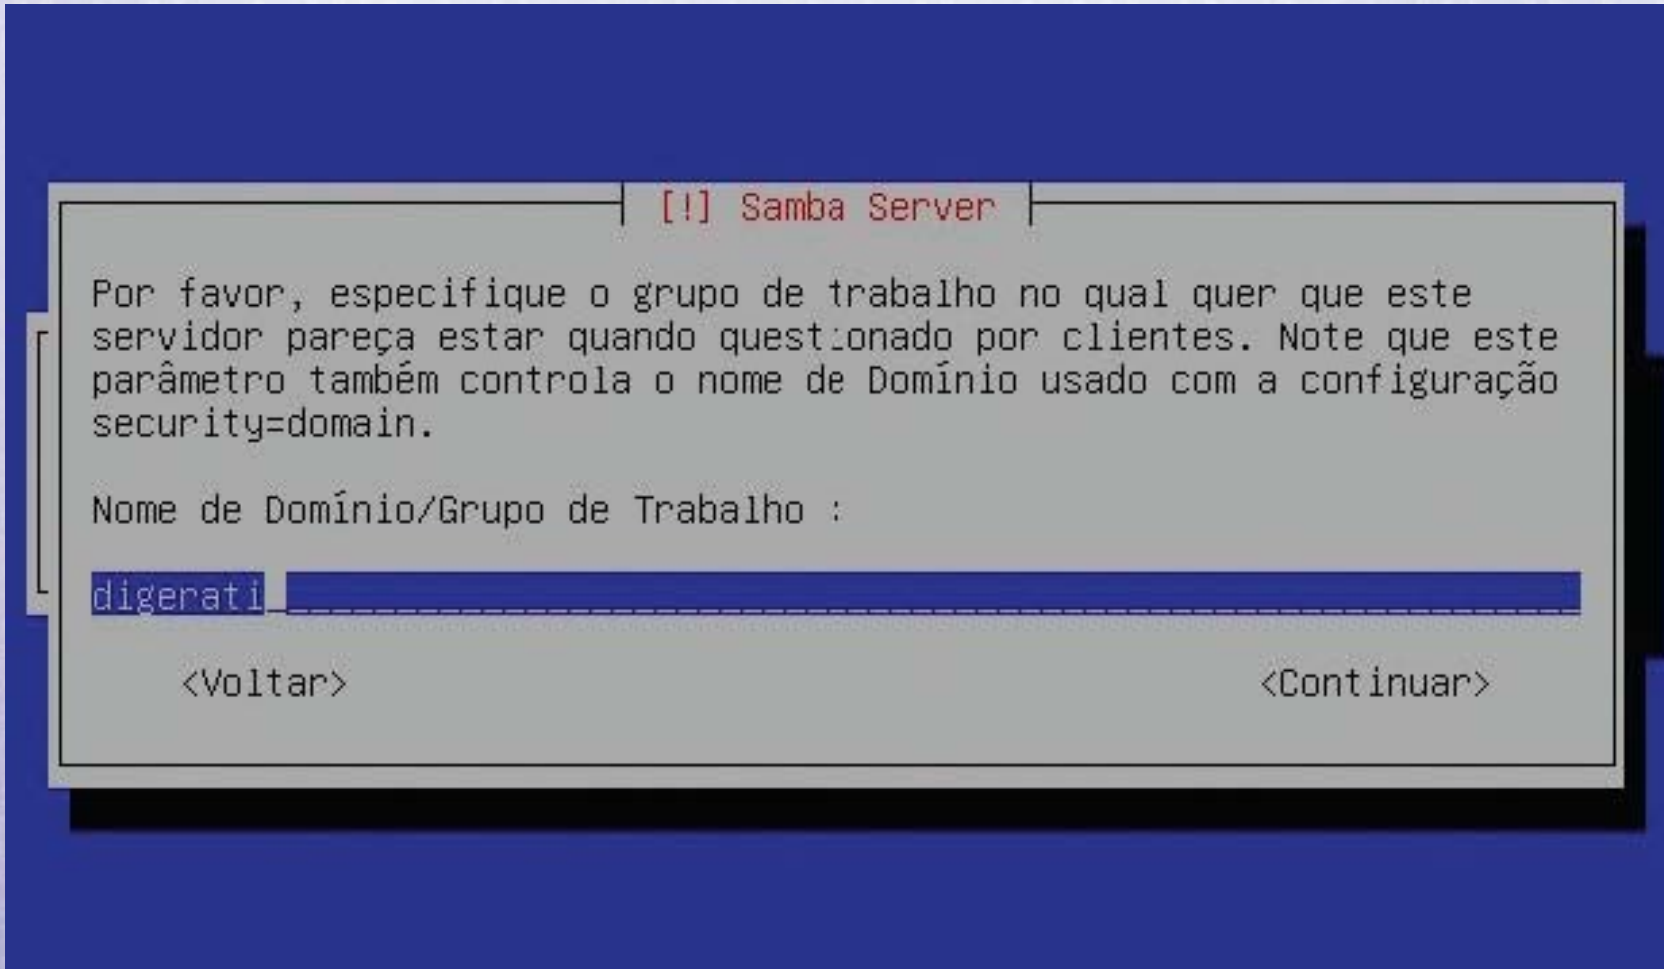 [!] Samba Server
Por favor, especifique o grupo de trabalho no qual quer que este
servidor pareça estar quando questionado por clientes. Note que este
parâmetro também controla o nome de Domínio usado com a configuração
security=domain.
Nome de Domínio/Grupo de Trabalho :
digerati
<Voltar> <Continuar>